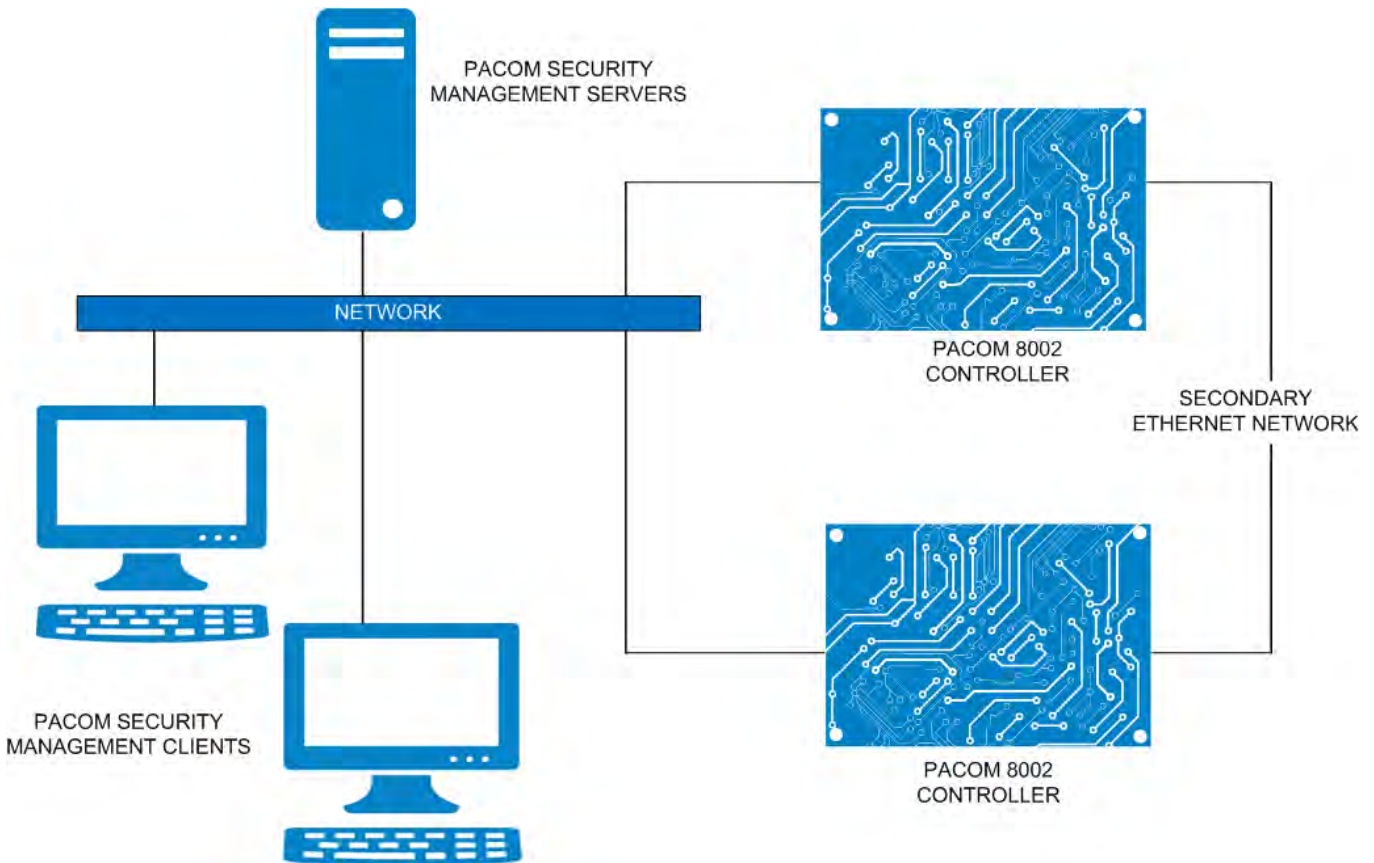 PACOM SECURITY
MANAGEMENT SERVERS
NETWORK
PACOM 8002
CONTROLLER
SECONDARY
ETHERNET NETWORK
PACOM SECURITY
MANAGEMENT CLIENTS
PACOM 8002
CONTROLLER